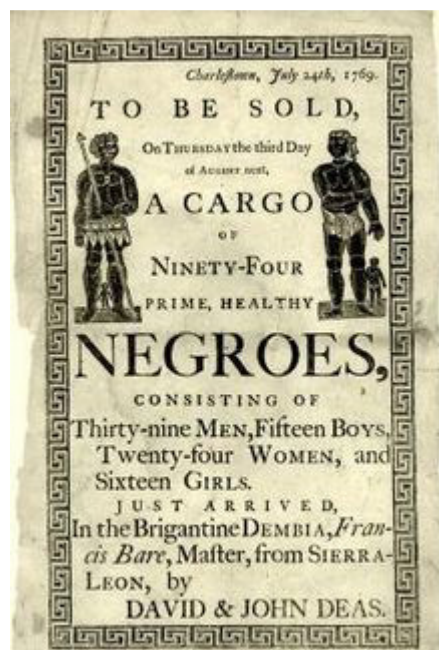 Charlestown, July 24th, 1769.
TO BE SOLD,
On THURSDAY the third Day
of AUGUST next,
A CARGO
OF
NINETY-FOUR
PRIME, HEALTHY
NEGROES,
CONSISTING OF
Thirty-nine MEN, Fifteen BOYS,
Twenty-four WOMEN, and
Sixteen GIRLS.
JUST ARRIVED,
In the Brigantine DEMBIA, Fran-
cis Bare, Master, from SIERRA-
LEON, by
DAVID & JOHN DEAS.